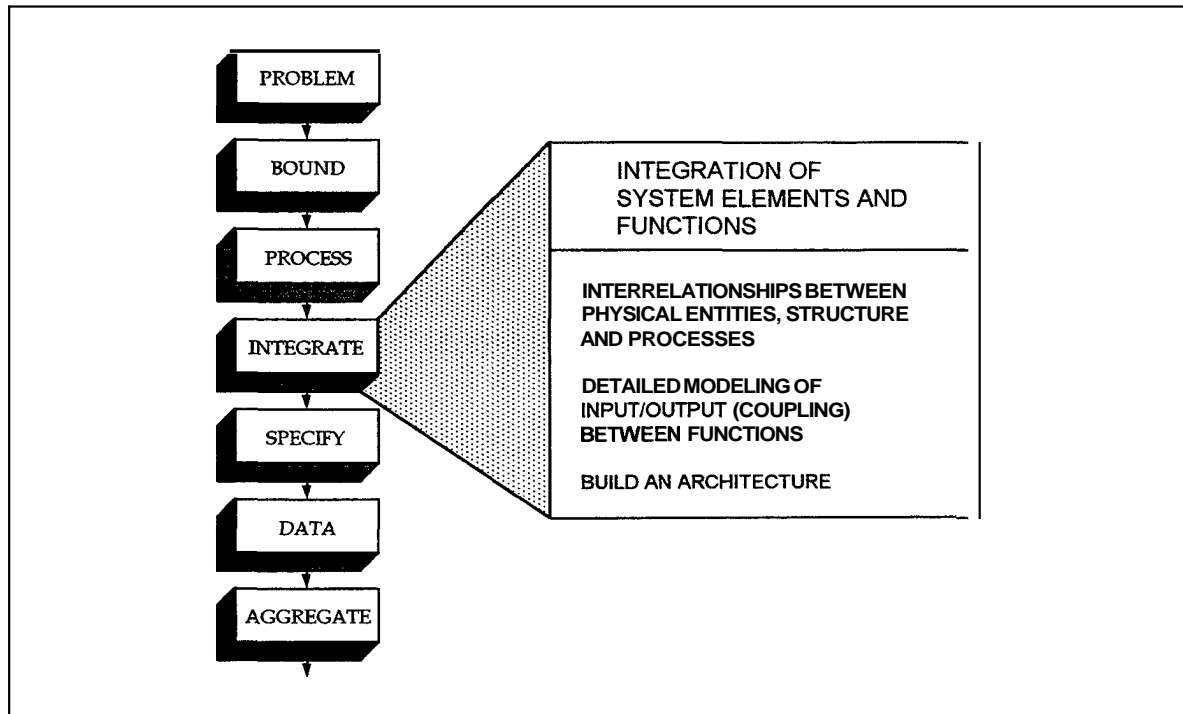 PROBLEM
BOUND
PROCESS
INTEGRATE
SPECIFY
DATA
AGGREGATE
INTEGRATION OF
SYSTEM ELEMENTS AND
FUNCTIONS
INTERRELATIONSHIPS BETWEEN
PHYSICAL ENTITIES, STRUCTURE
AND PROCESSES
DETAILED MODELING OF
INPUT/OUTPUT (COUPLING)
BETWEEN FUNCTIONS
BUILD AN ARCHITECTURE